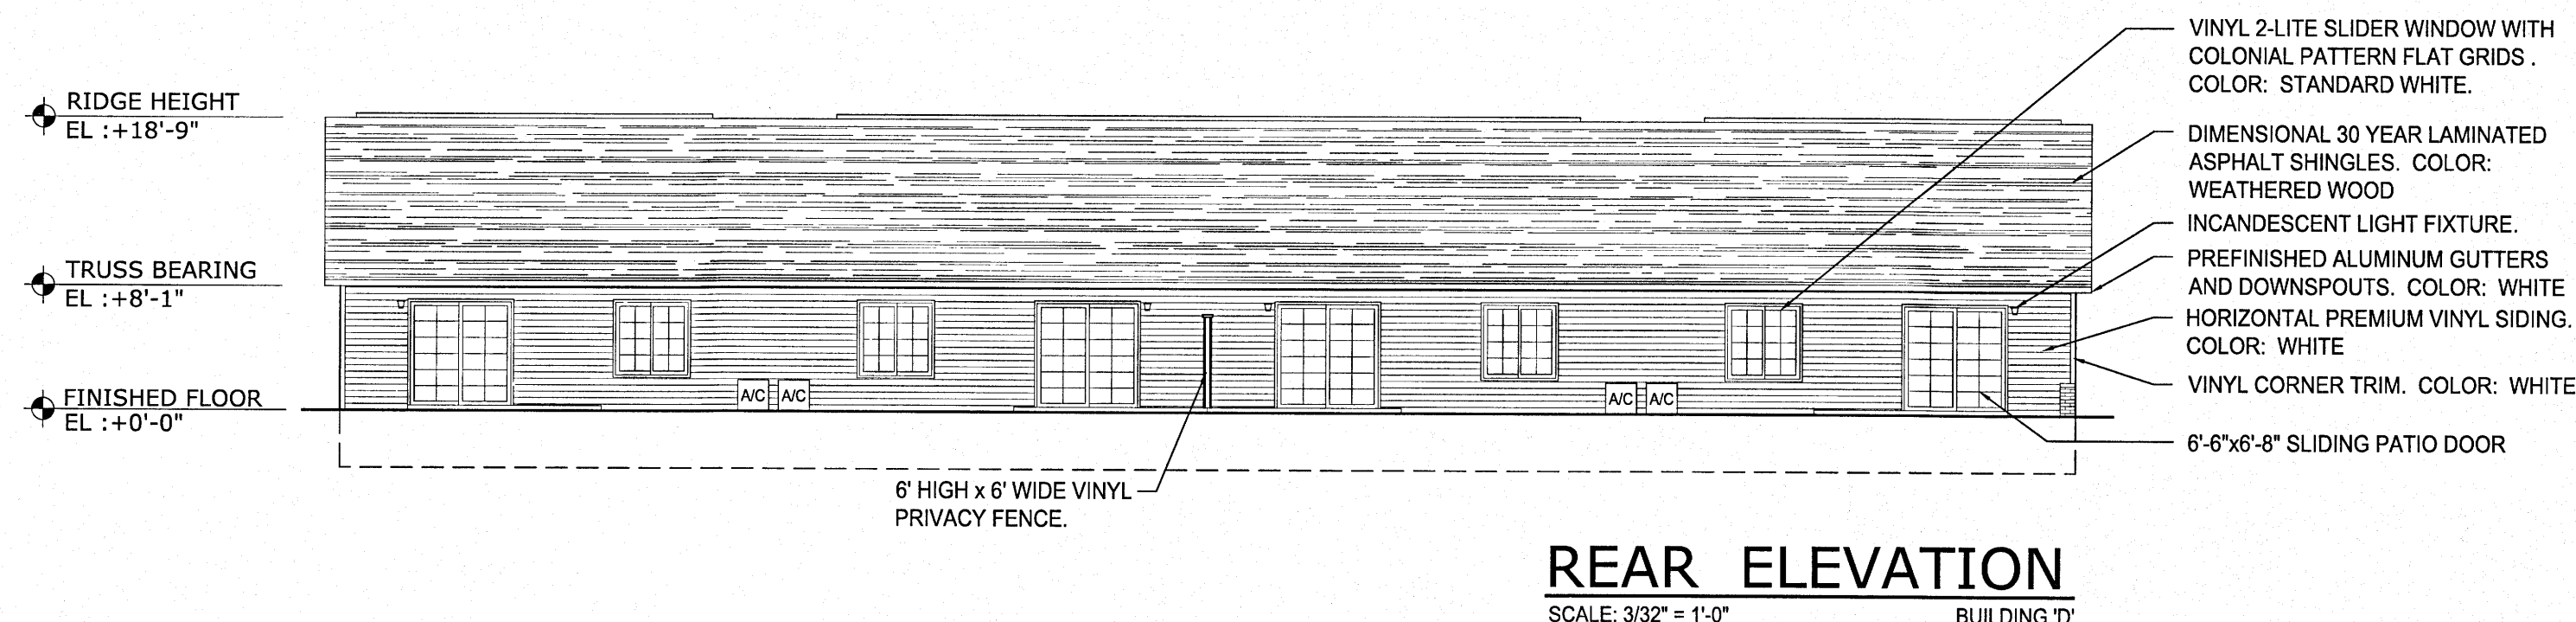 RIDGE HEIGHT
EL :+18'-9"
TRUSS BEARING
EL :+8'-1"
FINISHED FLOOR
EL :+0'-0"
A/C A/C
A/C A/C
6' HIGH x 6' WIDE VINYL
PRIVACY FENCE.
VINYL 2-LITE SLIDER WINDOW WITH
COLONIAL PATTERN FLAT GRIDS .
COLOR: STANDARD WHITE.
DIMENSIONAL 30 YEAR LAMINATED
ASPHALT SHINGLES. COLOR:
WEATHERED WOOD
INCANDESCENT LIGHT FIXTURE.
PREFINISHED ALUMINUM GUTTERS
AND DOWNSPOUTS. COLOR: WHITE
HORIZONTAL PREMIUM VINYL SIDING.
COLOR: WHITE
VINYL CORNER TRIM. COLOR: WHITE
6'-6"x6'-8" SLIDING PATIO DOOR
REAR ELEVATION
SCALE: 3/32" = 1'-0"
BUILDING 'D'